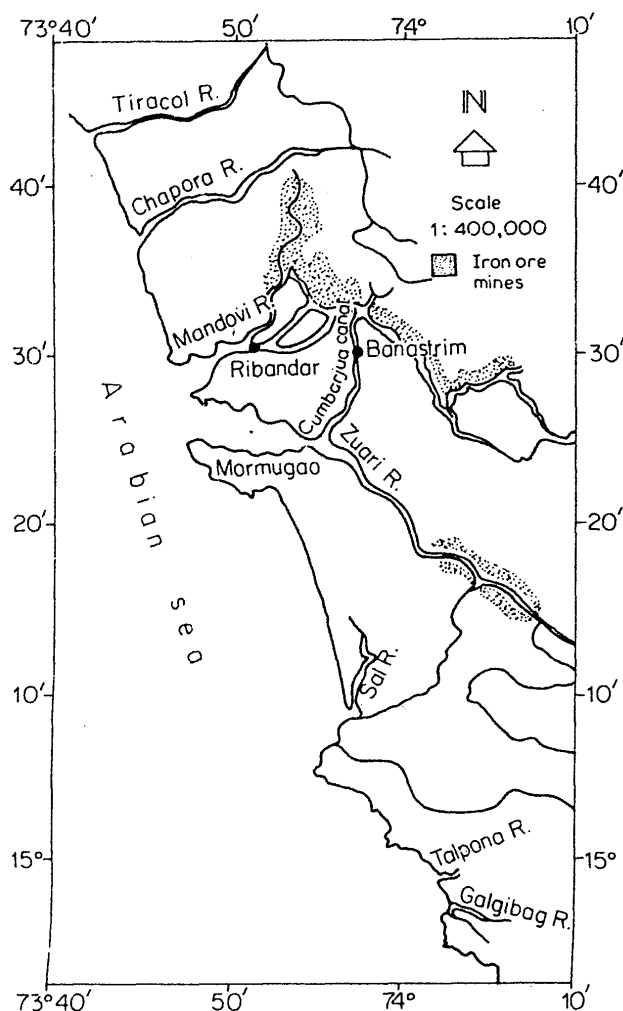 73°40′ 50′ 74° 10′
Tiracol R.
N
Chapora R.
40′ 40′
Scale
1: 400,000
Iron ore
mines
Mandovi R.
30′ 30′
Ribandar
Cumbarjua canal
Banastrim
Arabian sea
Zuari R.
Mormugao
20′ 20′
Sal R.
10′ 10′
15° 15°
Talpona R.
Galgibag R.
73°40′ 50′ 74° 10′